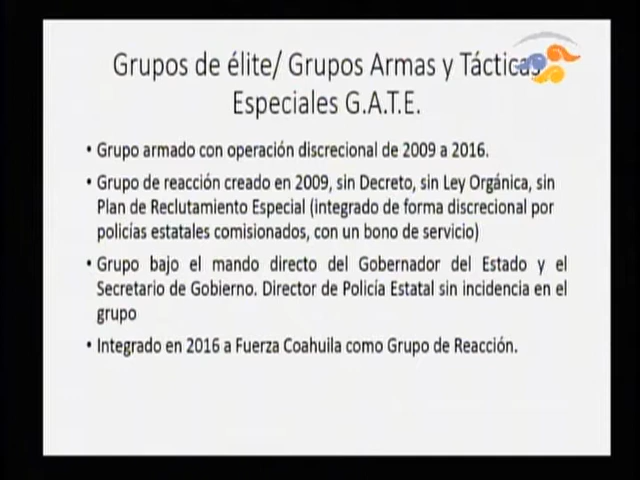 Grupos de élite/ Grupos Armas y Tácticas
Especiales G.A.T.E.
• Grupo armado con operación discrecional de 2009 a 2016.
• Grupo de reacción creado en 2009, sin Decreto, sin Ley Orgánica, sin
Plan de Reclutamiento Especial (integrado de forma discrecional por
policías estatales comisionados, con un bono de servicio)
• Grupo bajo el mando directo del Gobernador del Estado y el
Secretario de Gobierno. Director de Policía Estatal sin incidencia en el
grupo
• Integrado en 2016 a Fuerza Coahuila como Grupo de Reacción.